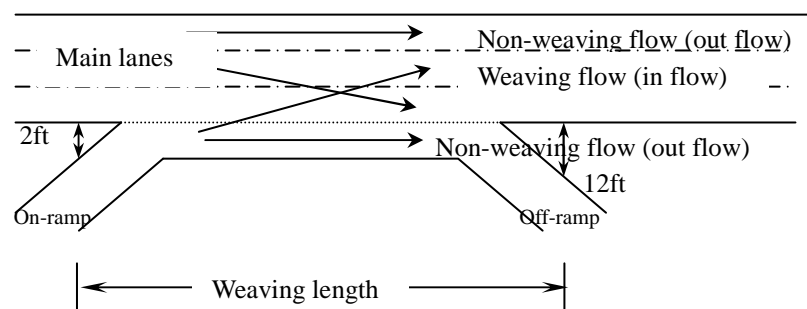 Non-weaving flow (out flow)
Main lanes
Weaving flow (in flow)
2ft
Non-weaving flow (out flow)
12ft
On-ramp
Off-ramp
Weaving length